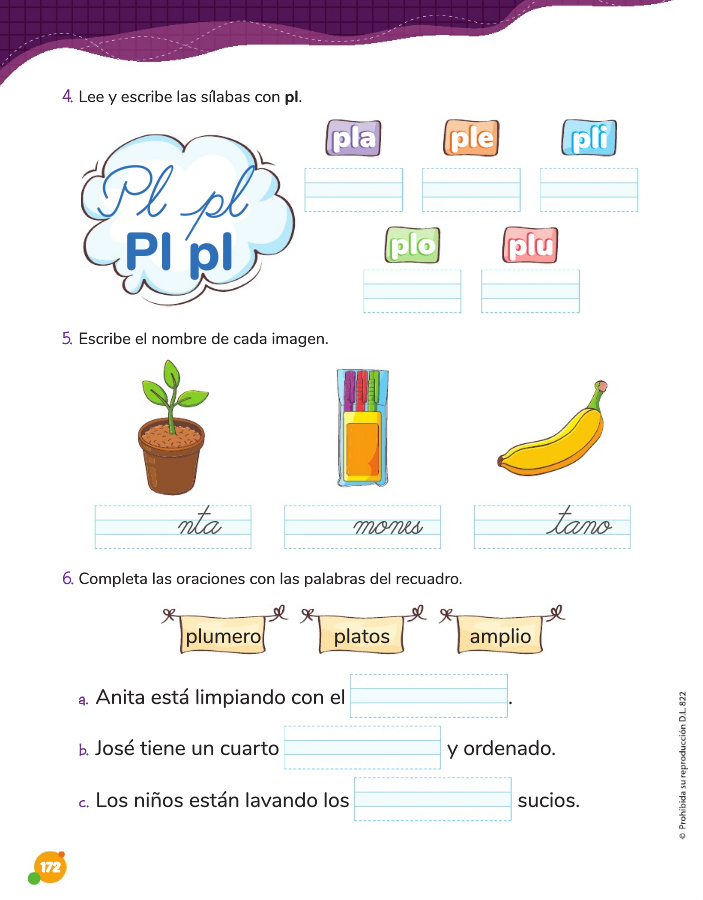 4. Lee y escribe las sílabas con pl.
pla ple pli
Pl pl
Pl pl
plo plu
5. Escribe el nombre de cada imagen.
nta mones tano
6. Completa las oraciones con las palabras del recuadro.
plumero platos amplio
a. Anita está limpiando con el .
b. José tiene un cuarto y ordenado.
c. Los niños están lavando los sucios.
© Prohibida su reproducción D.L. 822
172